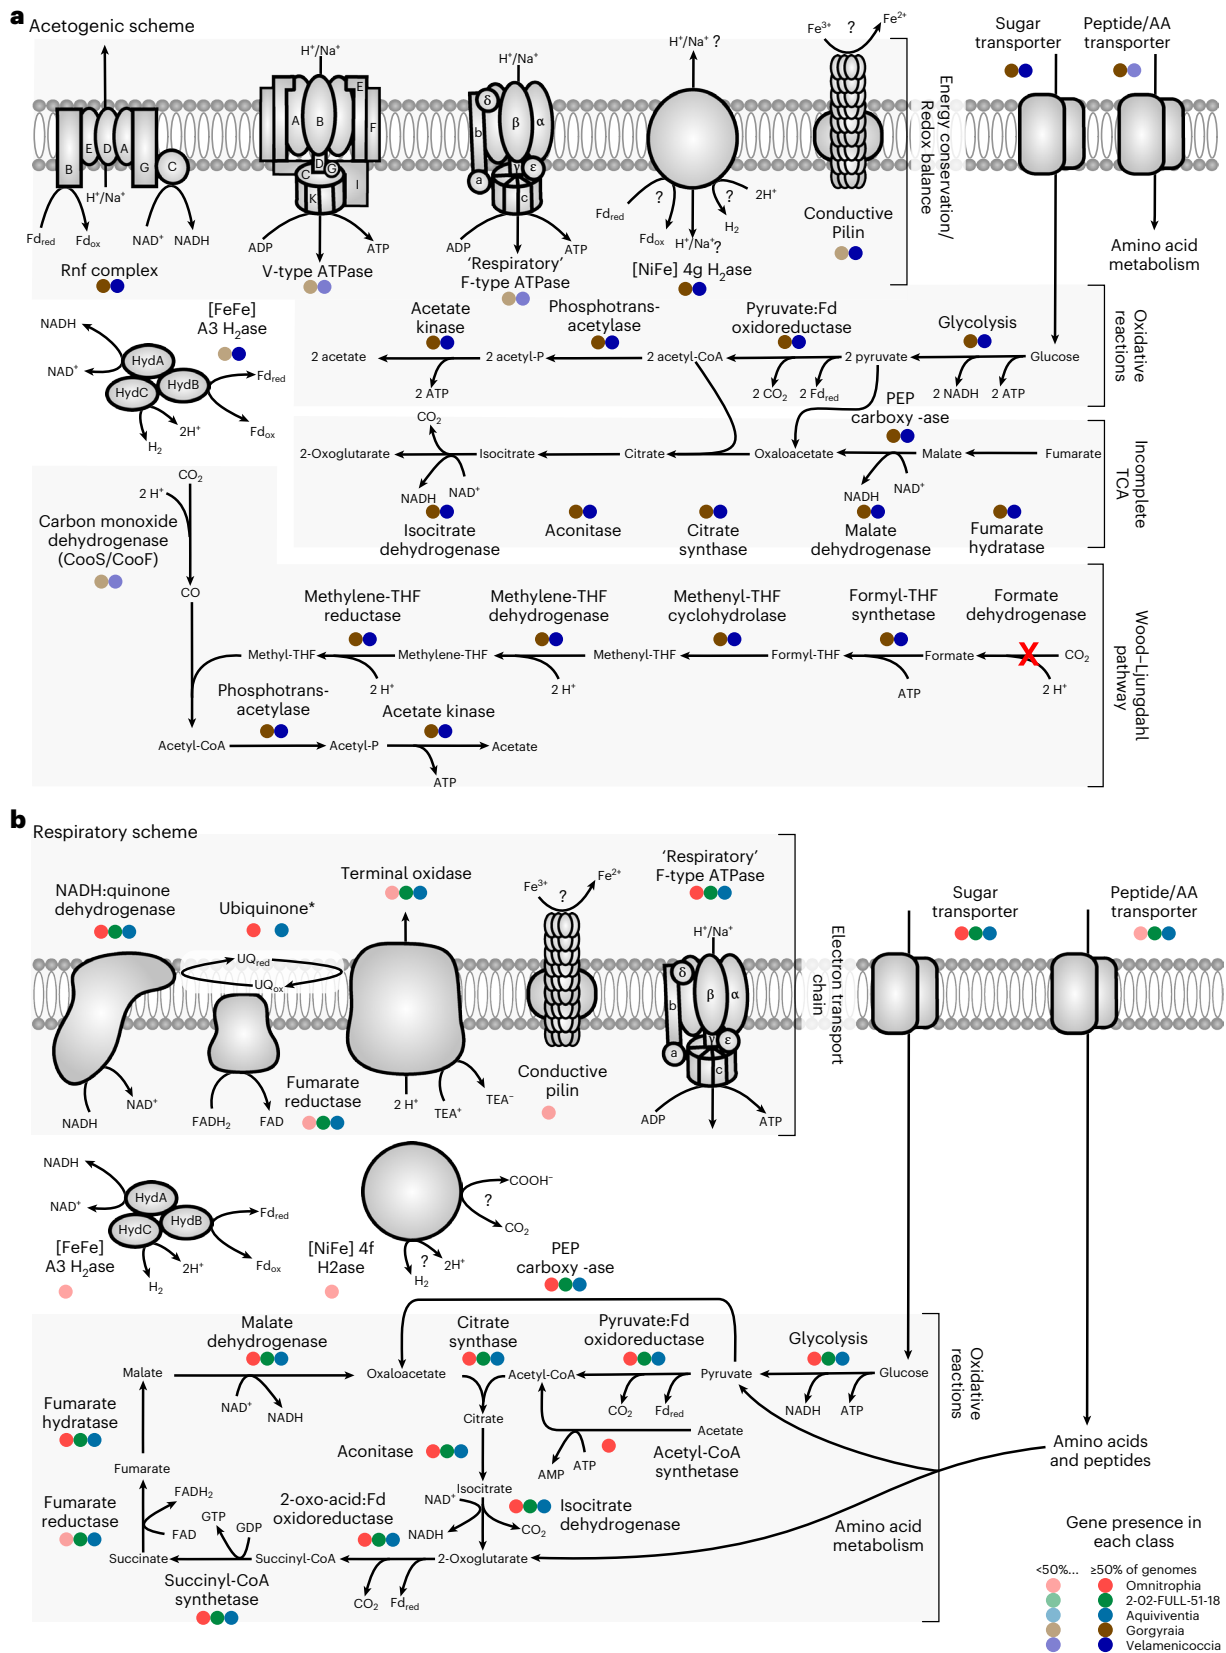 a
Acetogenic scheme
H⁺/Na⁺
H⁺/Na⁺
H⁺/Na⁺ ?
Fe³⁺
?
Fe²⁺
Sugar
transporter
Peptide/AA
transporter
B
E
D
A
G
C
H⁺/Na⁺
A
B
E
F
D
G
C
K
I
δ
b
β
α
γ
ε
a
c
Energy conservation/
Redox balance
Fd_red
Fd_ox
NAD⁺
NADH
Rnf complex
ADP
ATP
V-type ATPase
ADP
ATP
'Respiratory'
F-type ATPase
Fd_red
?
Fd_ox
H⁺/Na⁺?
?
H₂
2H⁺
[NiFe] 4g H₂ase
Conductive
Pilin
Amino acid
metabolism
NADH
NAD⁺
[FeFe]
A3 H₂ase
HydA
HydB
HydC
Fd_red
Fd_ox
2H⁺
H₂
Acetate
kinase
Phosphotrans-
acetylase
Pyruvate:Fd
oxidoreductase
Glycolysis
2 acetate
2 acetyl-P
2 acetyl-CoA
2 pyruvate
Glucose
2 ATP
2 CO₂
2 Fd_red
2 NADH
2 ATP
Oxidative
reactions
PEP
carboxy -ase
CO₂
2-Oxoglutarate
Isocitrate
Citrate
Oxaloacetate
Malate
Fumarate
NADH
NAD⁺
NADH
NAD⁺
Isocitrate
dehydrogenase
Aconitase
Citrate
synthase
Malate
dehydrogenase
Fumarate
hydratase
Incomplete
TCA
CO₂
2 H⁺
Carbon monoxide
dehydrogenase
(CooS/CooF)
CO
Methylene-THF
reductase
Methylene-THF
dehydrogenase
Methenyl-THF
cyclohydrolase
Formyl-THF
synthetase
Formate
dehydrogenase
Methyl-THF
Methylene-THF
Methenyl-THF
Formyl-THF
Formate
X
CO₂
2 H⁺
2 H⁺
ATP
2 H⁺
Phosphotrans-
acetylase
Acetate kinase
Acetyl-CoA
Acetyl-P
Acetate
ATP
Wood–Ljungdahl
pathway
b
Respiratory scheme
NADH:quinone
dehydrogenase
Ubiquinone*
Terminal oxidase
Fe³⁺
?
Fe²⁺
'Respiratory'
F-type ATPase
Sugar
transporter
Peptide/AA
transporter
H⁺/Na⁺
UQ_red
UQ_ox
δ
b
β
α
γ
ε
a
c
Electron transport
chain
NADH
NAD⁺
FADH₂
FAD
Fumarate
reductase
2 H⁺
TEA⁺
TEA⁻
Conductive
pilin
ADP
ATP
NADH
NAD⁺
HydA
HydB
HydC
Fd_red
Fd_ox
2H⁺
H₂
[FeFe]
A3 H₂ase
COOH⁻
?
CO₂
?
2H⁺
H₂
[NiFe] 4f
H2ase
PEP
carboxy -ase
Malate
dehydrogenase
Citrate
synthase
Pyruvate:Fd
oxidoreductase
Glycolysis
Malate
Oxaloacetate
Acetyl-CoA
Pyruvate
Glucose
NAD⁺
NADH
CO₂
Fd_red
NADH
ATP
Oxidative
reactions
Fumarate
hydratase
Citrate
Aconitase
Acetate
ATP
AMP
Acetyl-CoA
synthetase
Amino acids
and peptides
Fumarate
Isocitrate
NAD⁺
NADH
CO₂
Isocitrate
dehydrogenase
Fumarate
reductase
FADH₂
FAD
GTP
GDP
2-oxo-acid:Fd
oxidoreductase
Amino acid
metabolism
Succinate
Succinyl-CoA
2-Oxoglutarate
Succinyl-CoA
synthetase
CO₂
Fd_red
Gene presence in
each class
<50%...
≥50% of genomes
Omnitrophia
2-02-FULL-51-18
Aquiviventia
Gorgyraia
Velamenicoccia